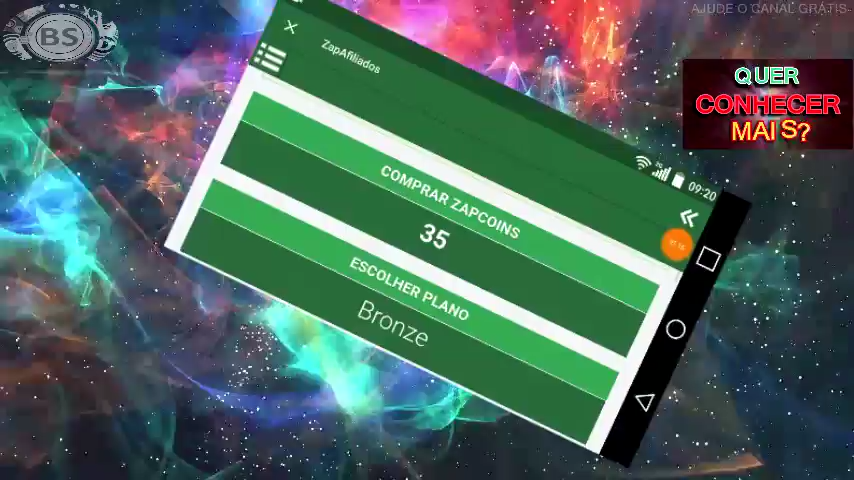 BS
AJUDE O CANAL GRÁTIS-
QUER
CONHECER
MAIS?
ZapAfiliados
09:20
COMPRAR ZAPCOINS
35
ESCOLHER PLANO
Bronze